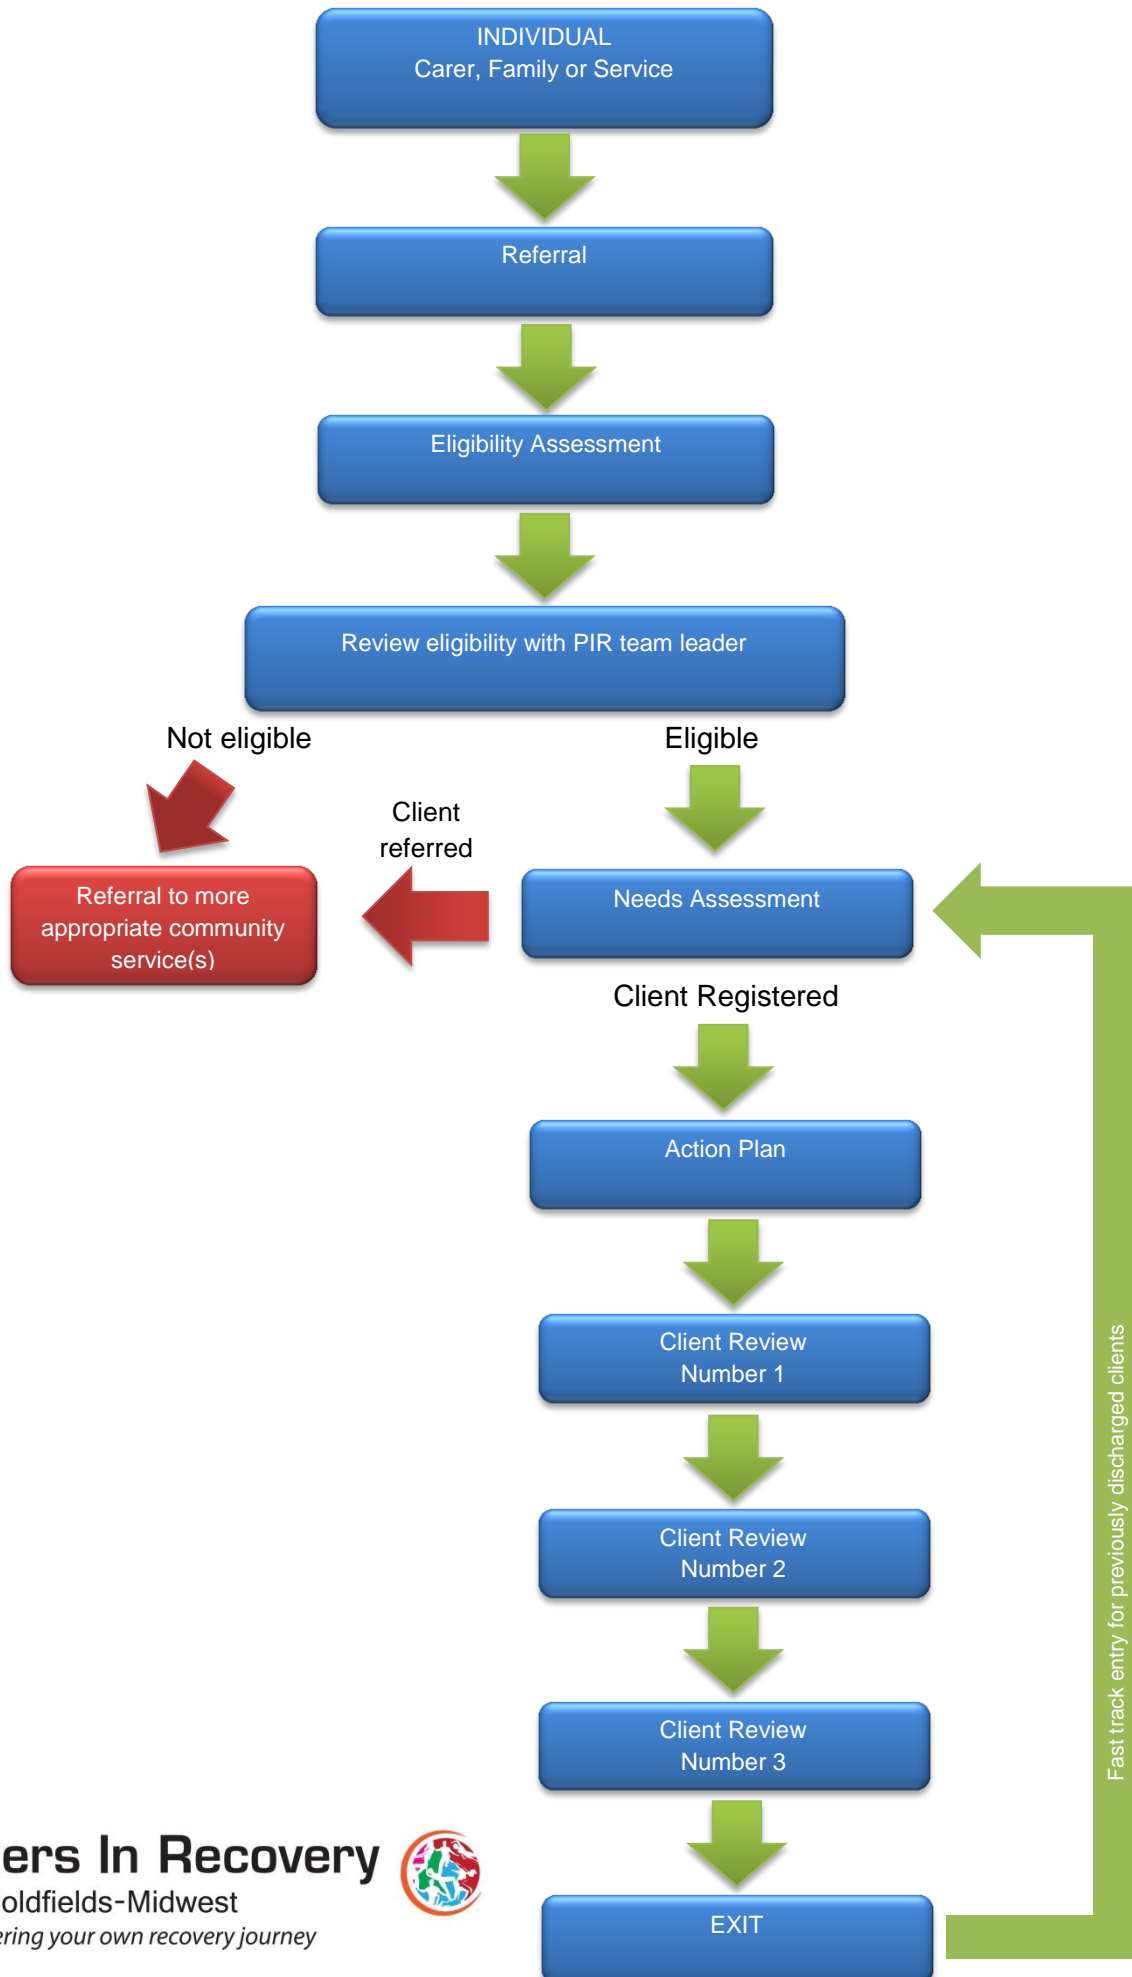 INDIVIDUAL
Carer, Family or Service
Referral
Eligibility Assessment
Review eligibility with PIR team leader
Not eligible
Eligible
Client
referred
Referral to more
appropriate community
service(s)
Needs Assessment
Client Registered
Action Plan
Client Review
Number 1
Client Review
Number 2
Client Review
Number 3
Fast track entry for previously discharged clients
EXIT
ers In Recovery
oldfields-Midwest
ering your own recovery journey